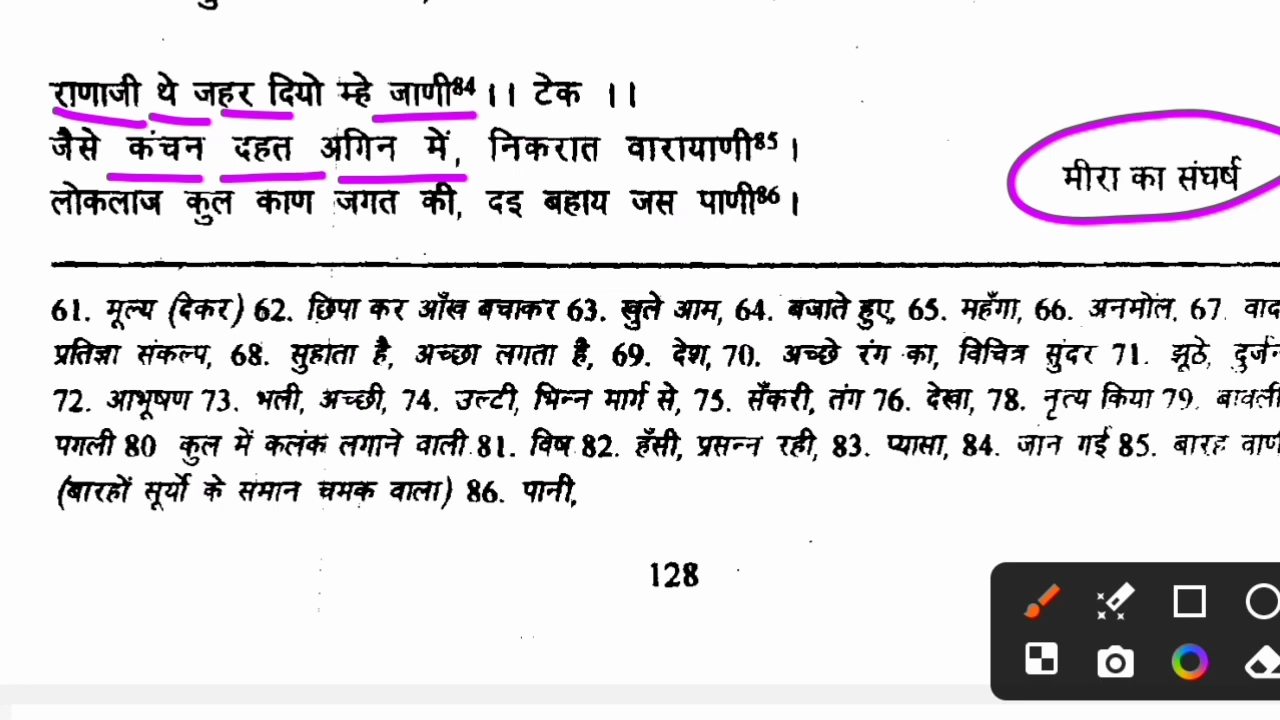 राणाजी थे जहर दियो म्हे जाणी84 ।। टेक ।।
जैसे कंचन दहत अगिन में, निकरात वारायाणी85 ।
लोकलाज कुल काण जगत की, दइ बहाय जस पाणी86 ।
मीरा का संघर्ष
61. मूल्य (देकर) 62. छिपा कर आँख बचाकर 63. खुले आम, 64. बजाते हुए, 65. महँगा, 66. अनमोल, 67.
प्रतिज्ञा संकल्प, 68. सुहाता है, अच्छा लगता है, 69. देश, 70. अच्छे रंग का, विचित्र सुंदर 71. झूठे,
72. आभूषण 73. भली, अच्छी, 74. उल्टी, भिन्न मार्ग से, 75. सँकरी, तंग 76. देखा, 78. नृत्य किया 79.
पगली 80 कुल में कलंक लगाने वाली 81. विष 82. हँसी, प्रसन्न रही, 83. प्यासा, 84. जान गई 85. बारह
(बारहों सूर्यो के समान चमक वाला) 86. पानी,
128